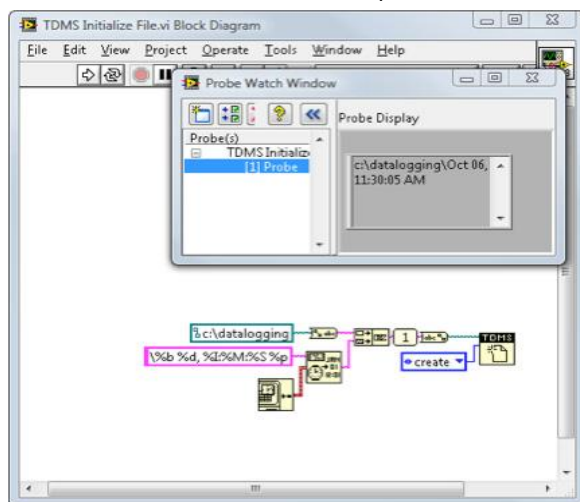 TDMS Initialize File.vi Block Diagram
File Edit View Project Operate Tools Window Help
Probe Watch Window
Probe(s)
TDMS Initializ
[1] Probe
Probe Display
c:\datalogging\Oct 06,
11:30:05 AM
c:\datalogging
\%b %d, %I:%M:%S %p
1
TDMS
create